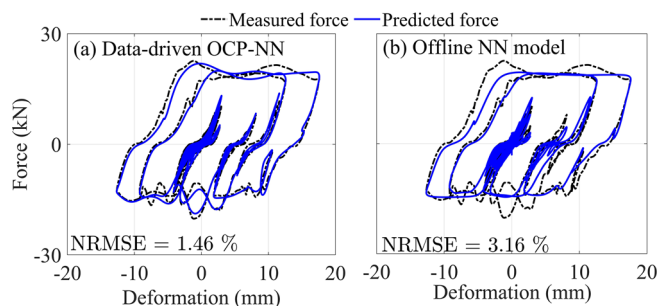 Measured force Predicted force
(a) Data-driven OCP-NN
(b) Offline NN model
30
0
-30
Force (kN)
NRMSE = 1.46 %
NRMSE = 3.16 %
-20 -10 0 10 20
-20 -10 0 10 20
Deformation (mm)
Deformation (mm)